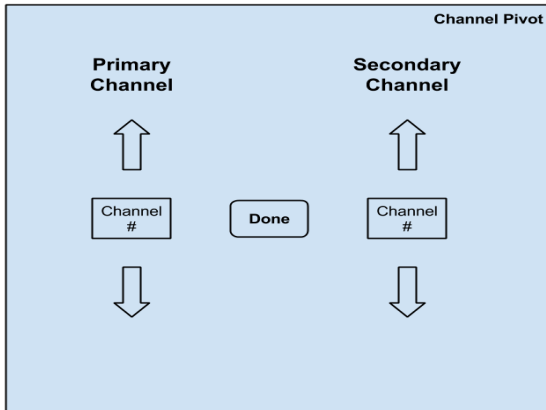 Channel Pivot
Primary
Channel
Secondary
Channel
Channel
#
Done
Channel
#